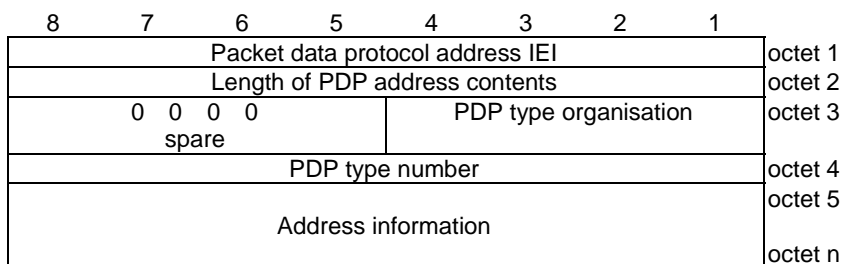 8 7 6 5 4 3 2 1
Packet data protocol address IEI octet 1
Length of PDP address contents octet 2
0 0 0 0 PDP type organisation octet 3
spare
PDP type number octet 4
octet 5
Address information
octet n